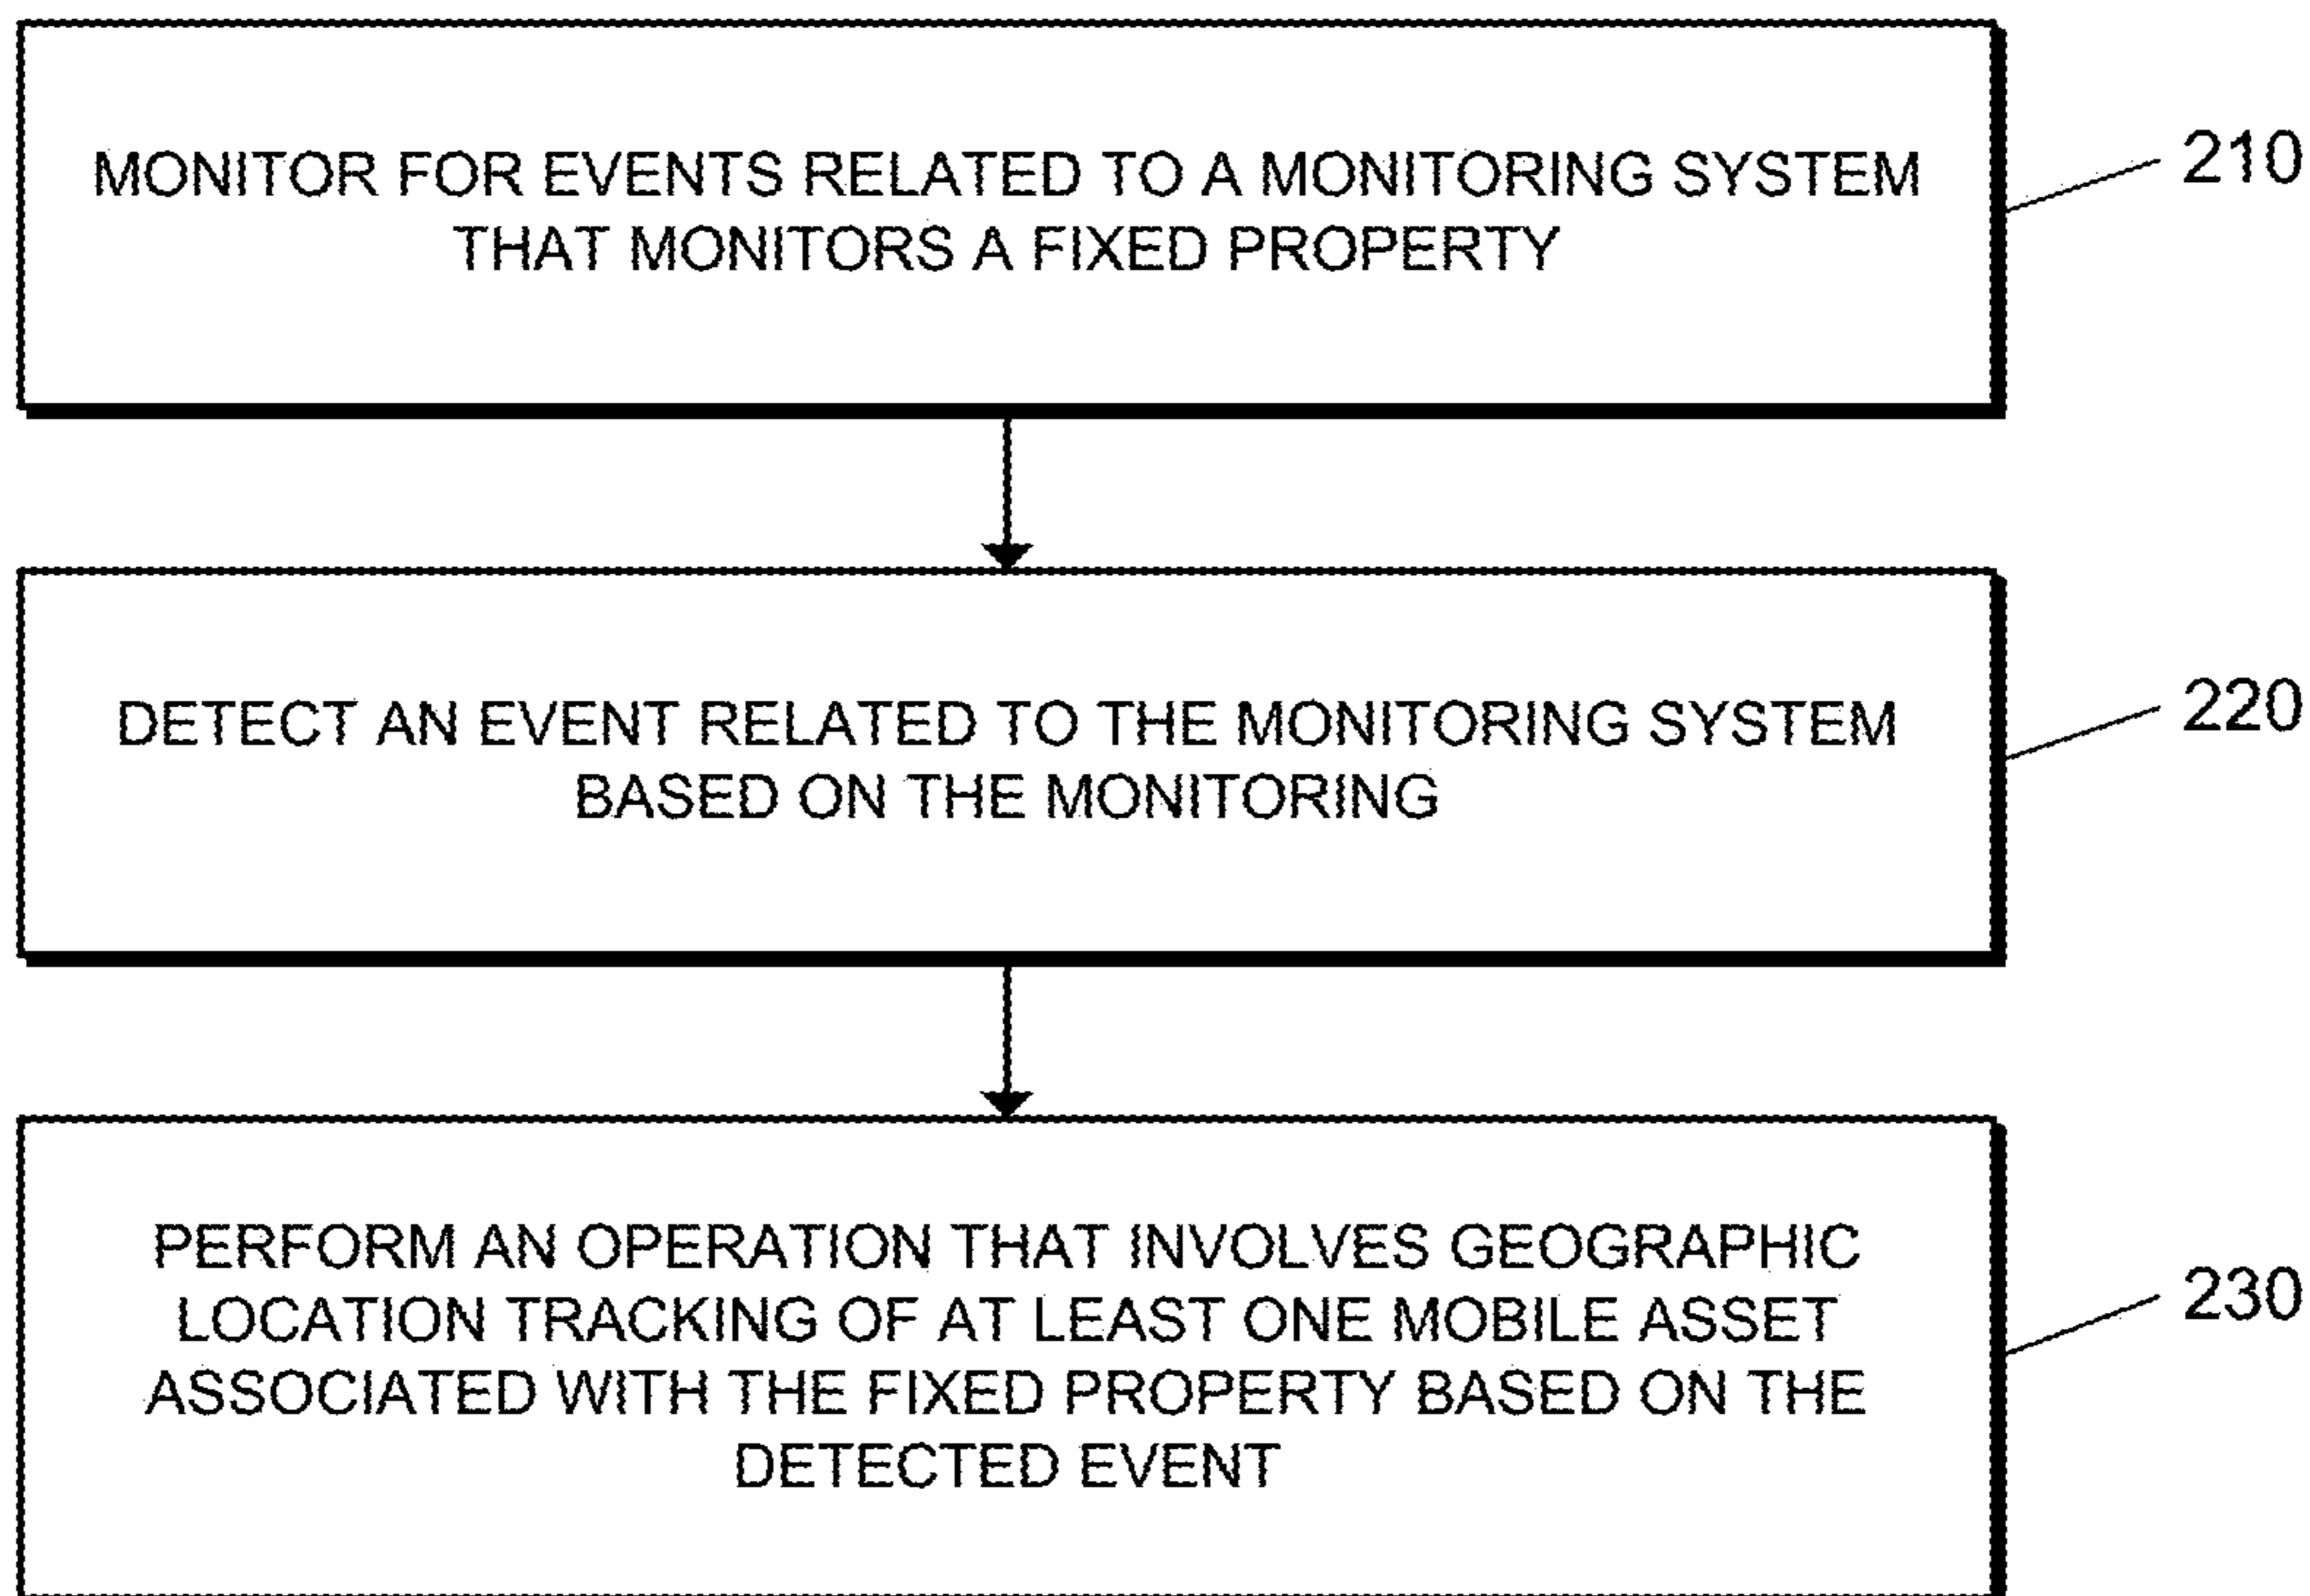 MONITOR FOR EVENTS RELATED TO A MONITORING SYSTEM
THAT MONITORS A FIXED PROPERTY
210
DETECT AN EVENT RELATED TO THE MONITORING SYSTEM
BASED ON THE MONITORING
220
PERFORM AN OPERATION THAT INVOLVES GEOGRAPHIC
LOCATION TRACKING OF AT LEAST ONE MOBILE ASSET
ASSOCIATED WITH THE FIXED PROPERTY BASED ON THE
DETECTED EVENT
230